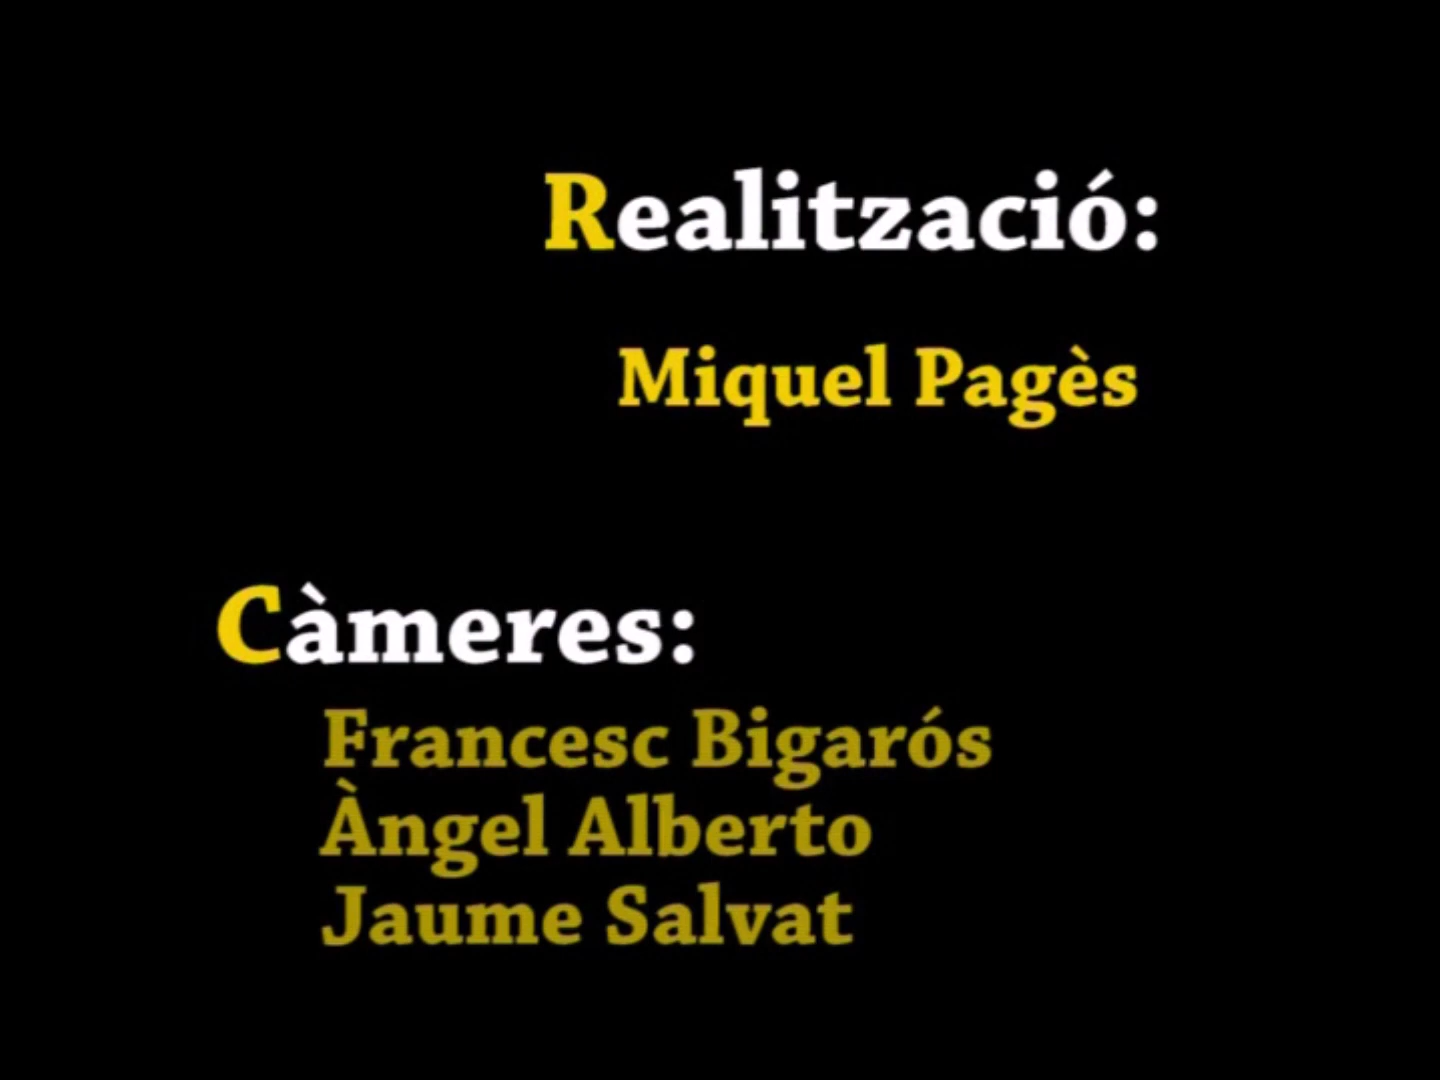 Realització:
Miquel Pagès
Càmeres:
Francesc Bigarós
Àngel Alberto
Jaume Salvat